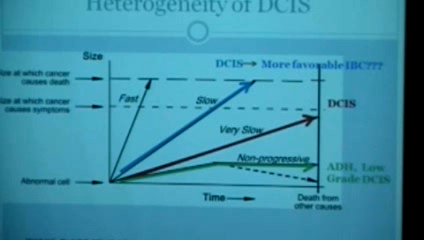 Heterogeneity of DCIS
Size
DCIS → More favorable IBC???
Size at which cancer
causes death
Fast
Slow
DCIS
Size at which cancer
causes symptoms
Very Slow
Non-progressive
ADH, Low
Grade DCIS
Abnormal cell
Time
Death from
other causes